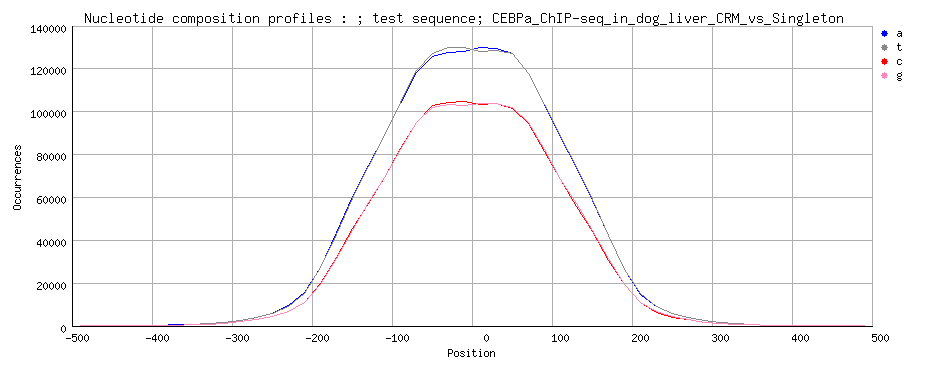 Nucleotide composition profiles : ; test sequence; CEBPa_ChIP-seq_in_dog_liver_CRM_vs_Singleton
a
t
c
g
140000
120000
100000
80000
60000
40000
20000
0
Occurrences
-500 -400 -300 -200 -100 0 100 200 300 400 500
Position